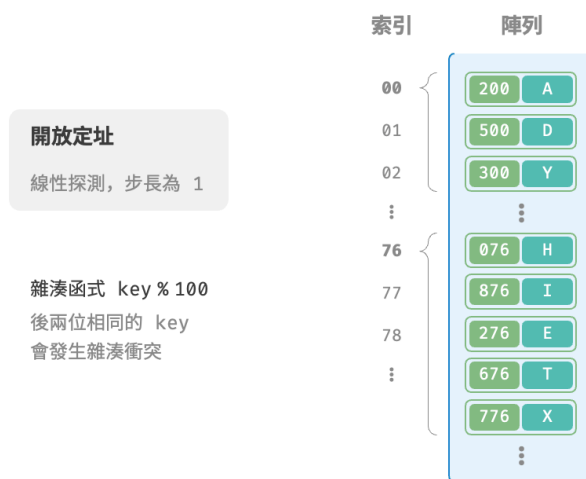 索引 陣列
開放定址
線性探測，步長為 1
雜湊函式 key % 100
後兩位相同的 key
會發生雜湊衝突
00 200 A
01 500 D
02 300 Y
⋮ ⋮
76 076 H
77 876 I
78 276 E
⋮ 676 T
776 X
⋮